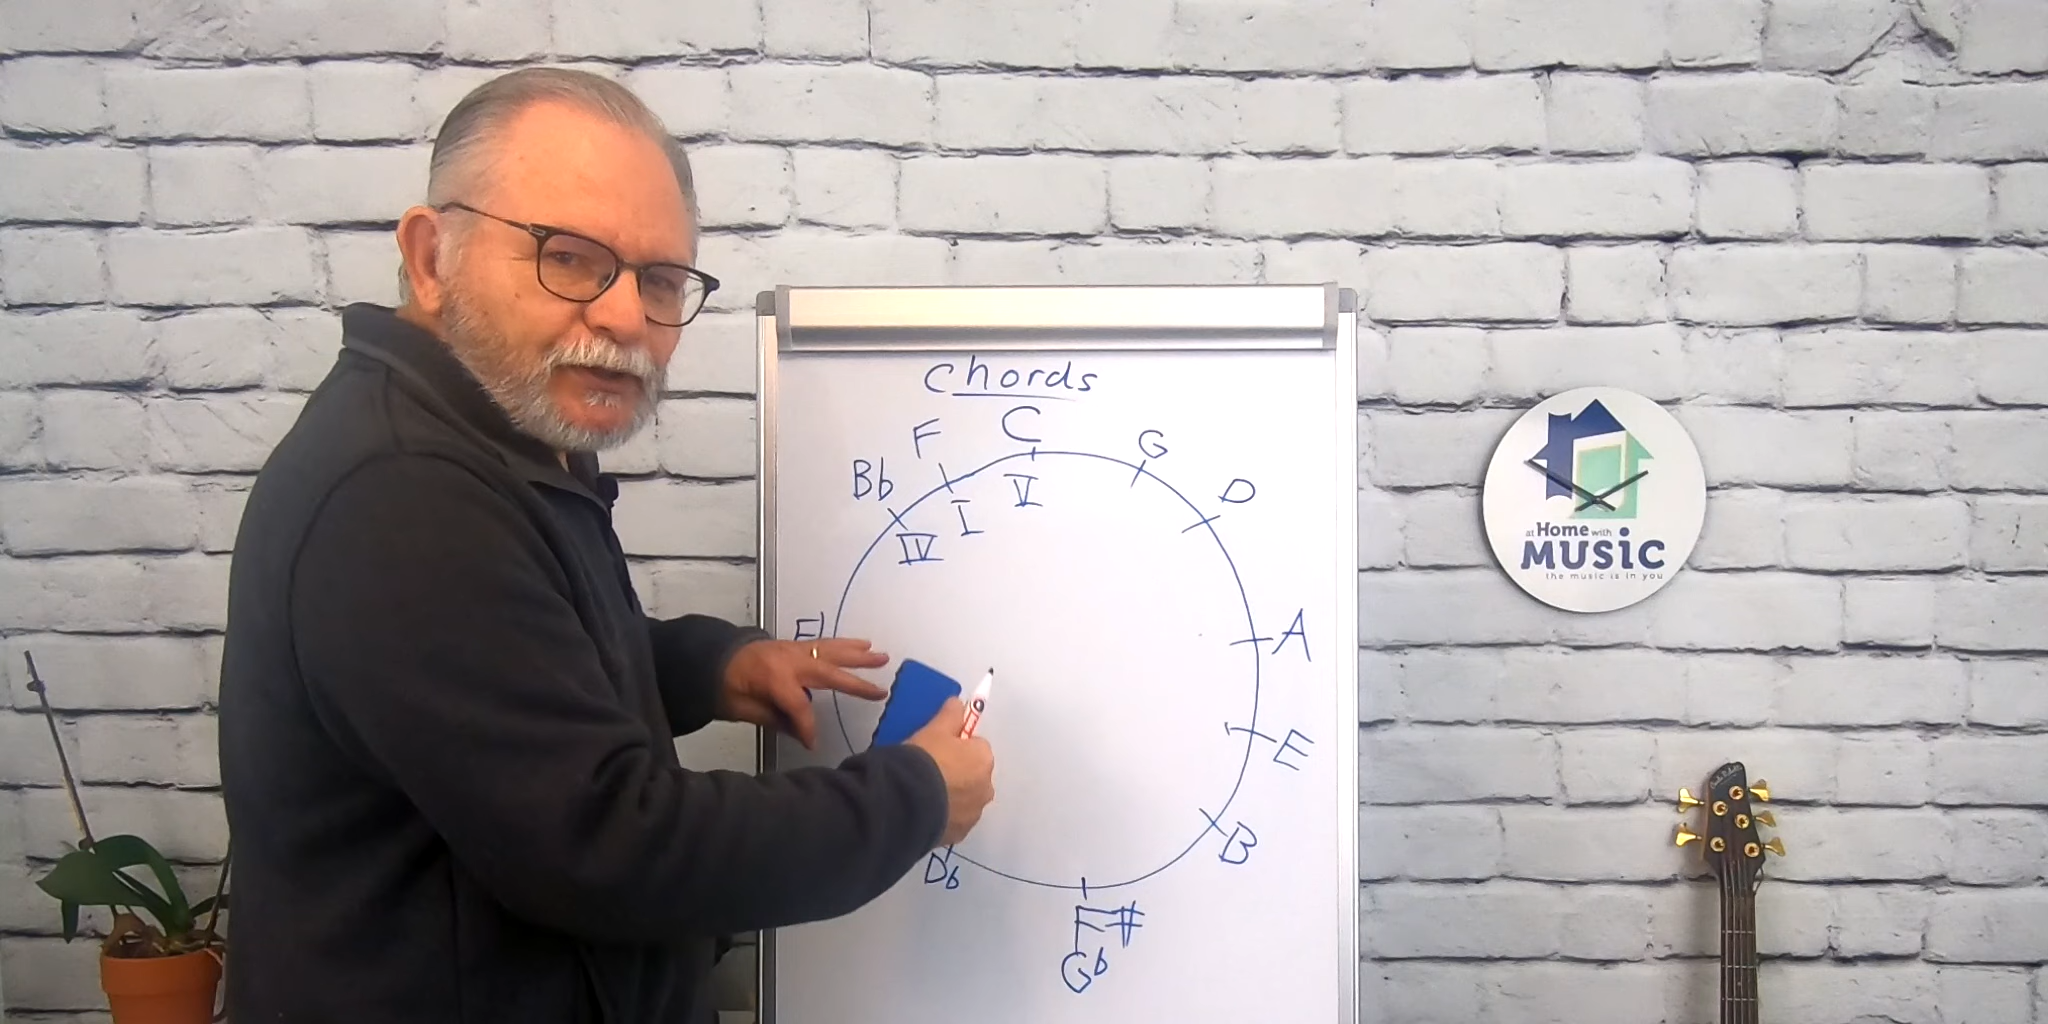 chords
C
F
G
Bb
D
V
I
IV
A
E
B
Db
F#
Gb
at Home with
MUSiC
the music is in you